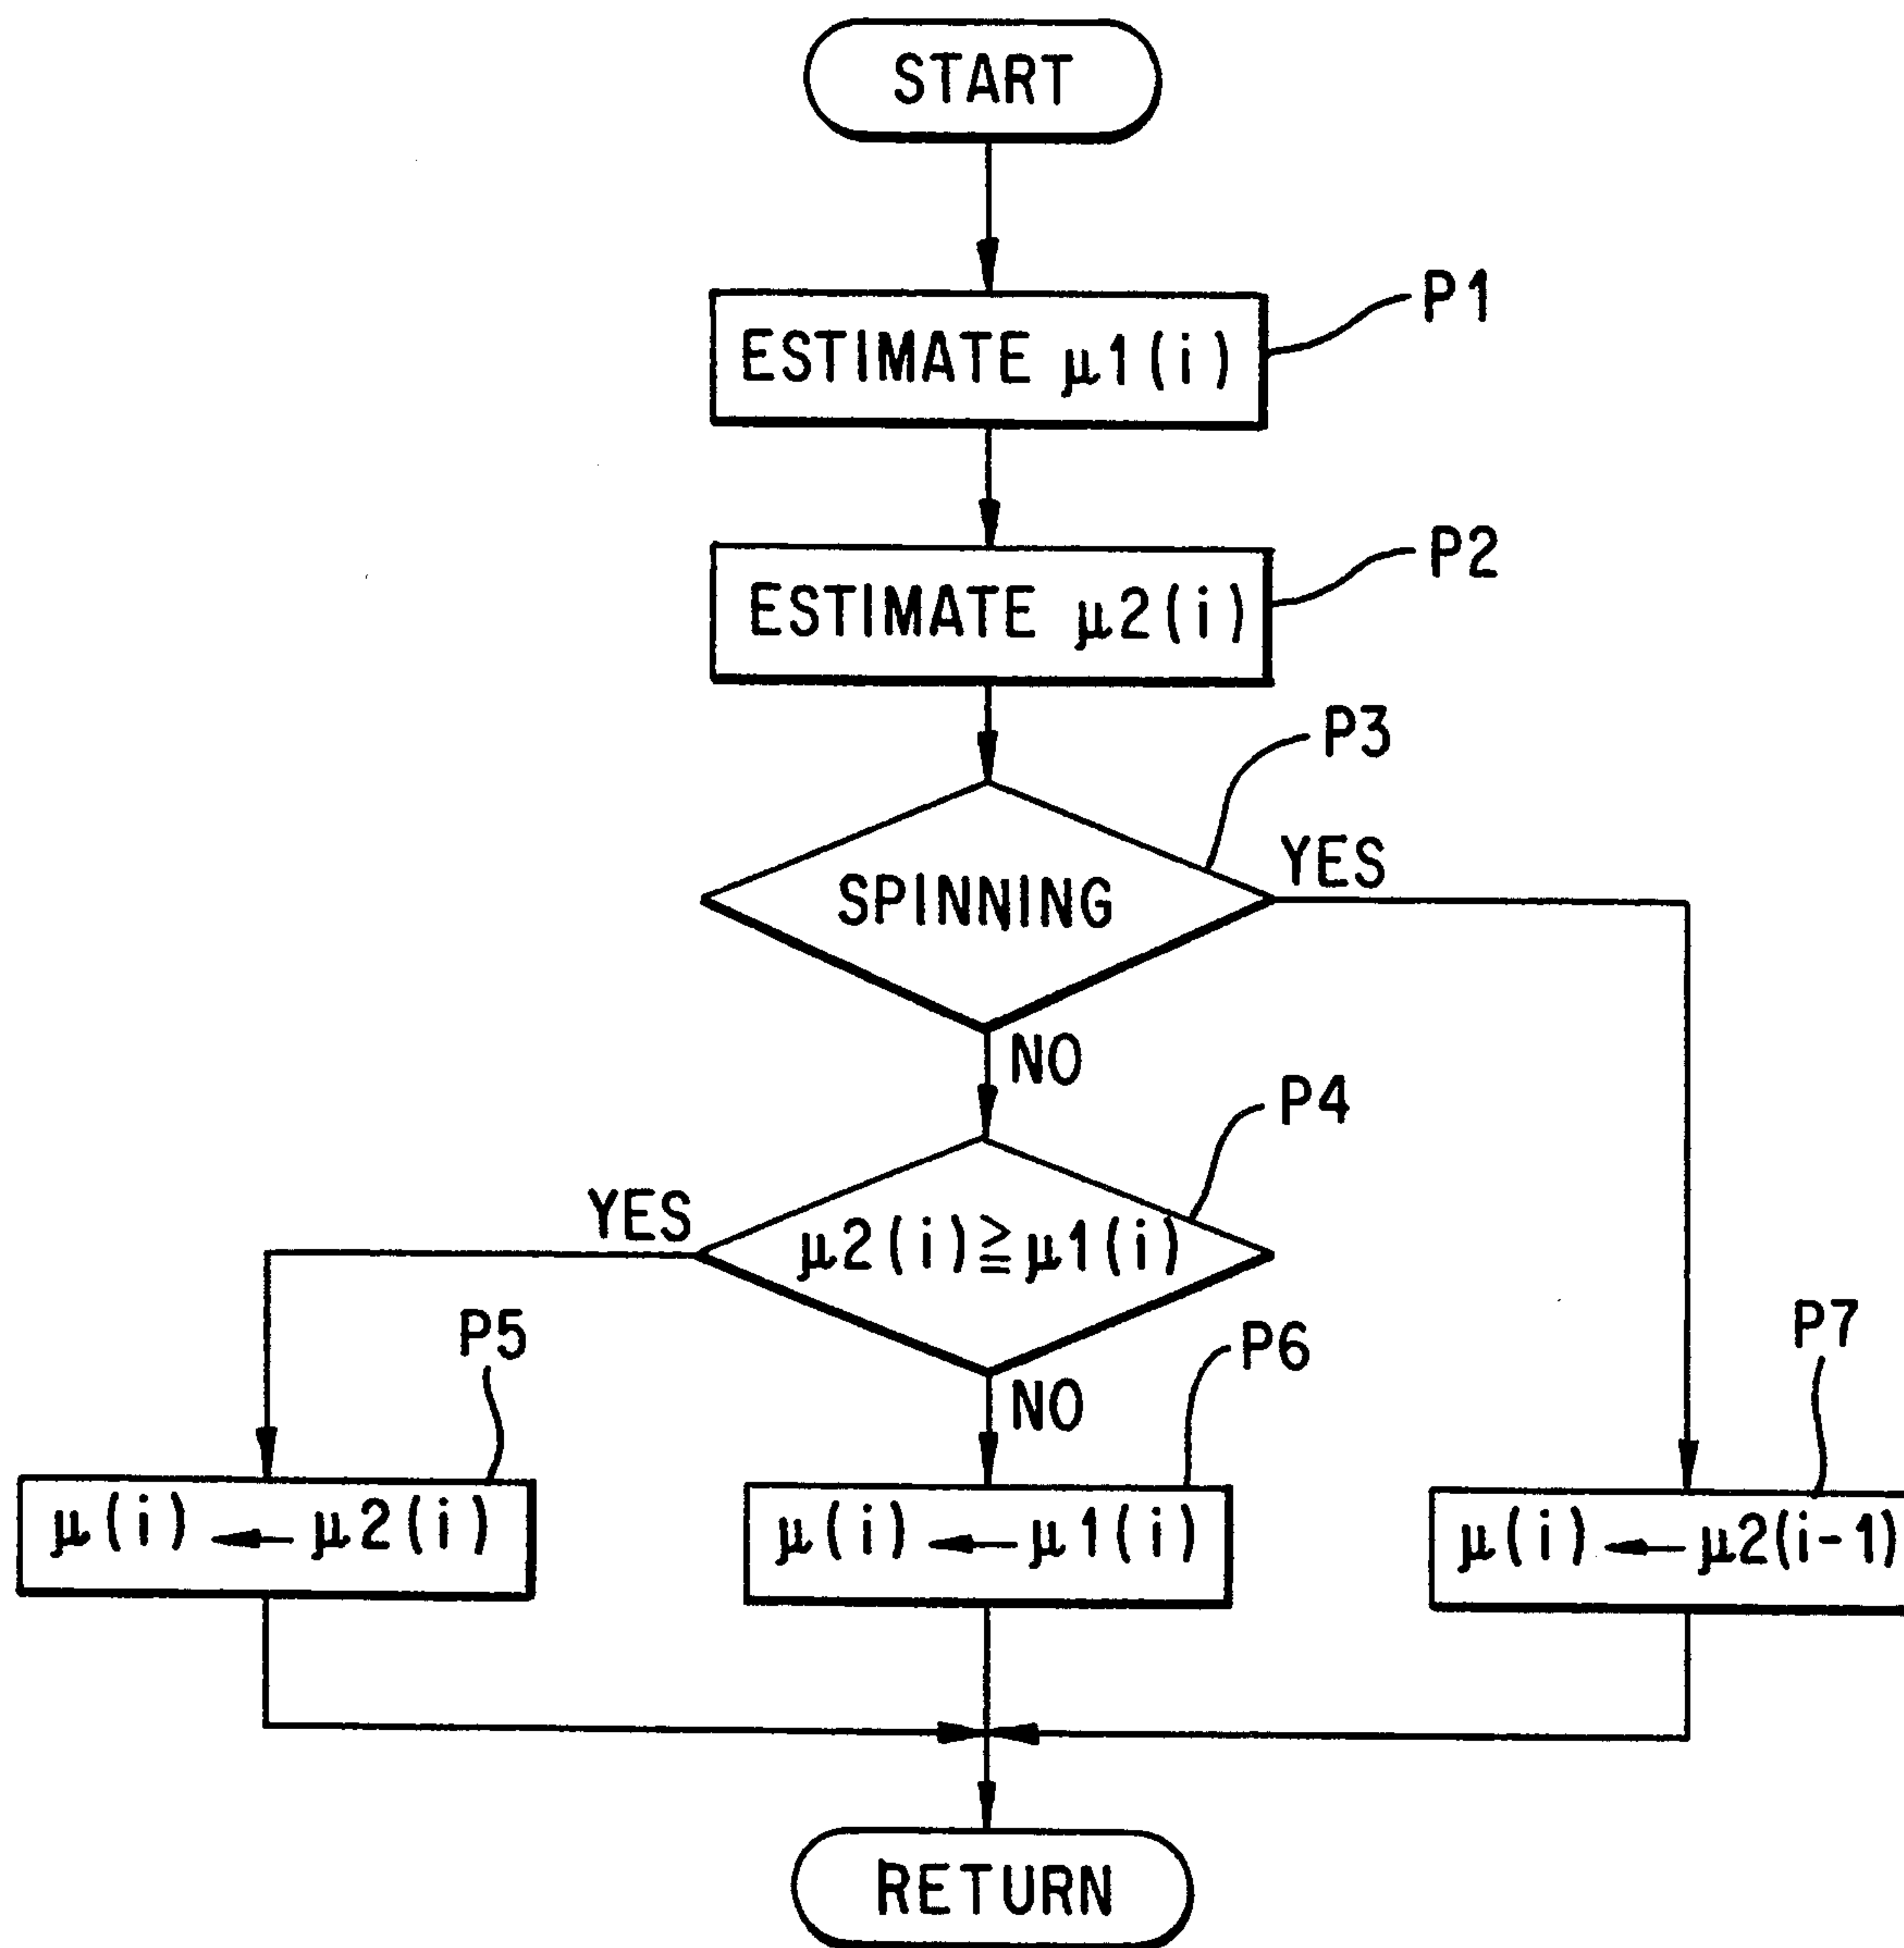 START
ESTIMATE μ1(i)
P1
ESTIMATE μ2(i)
P2
P3
SPINNING
YES
NO
P4
YES
μ2(i)≧μ1(i)
P5
NO
P6
P7
μ(i) ← μ2(i)
μ(i) ← μ1(i)
μ(i) ← μ2(i-1)
RETURN